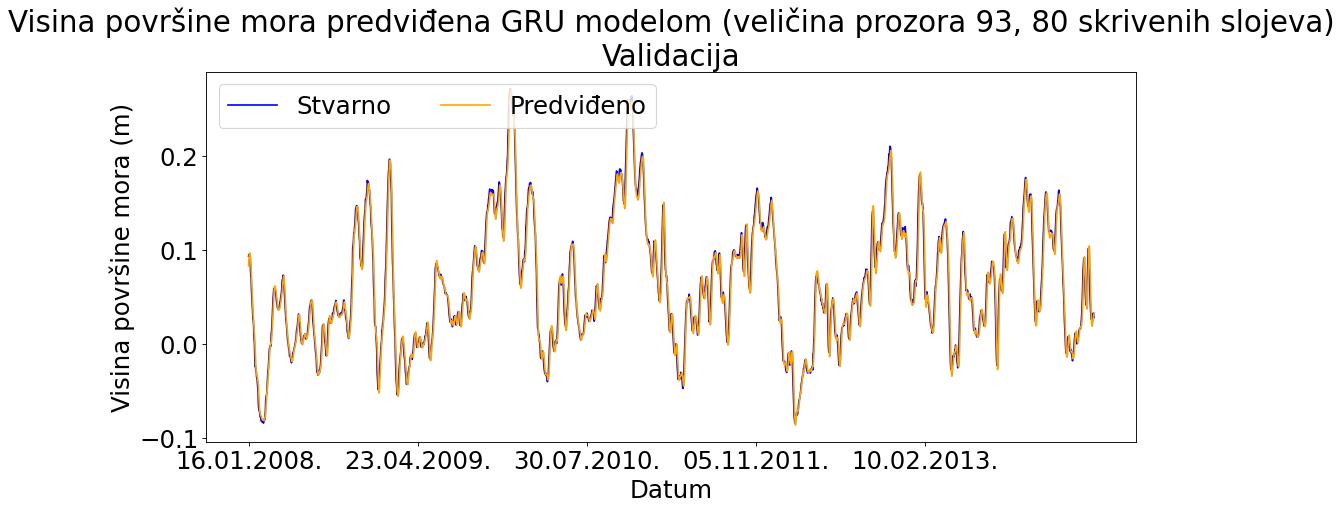 Visina površine mora predviđena GRU modelom (veličina prozora 93, 80 skrivenih slojeva)
Validacija
Stvarno Predviđeno
Visina površine mora (m)
0.2
0.1
0.0
−0.1
16.01.2008. 23.04.2009. 30.07.2010. 05.11.2011. 10.02.2013.
Datum